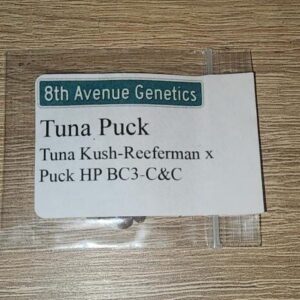 8th Avenue Genetics
Tuna Puck
Tuna Kush-Reeferman x
Puck HP BC3-C&C